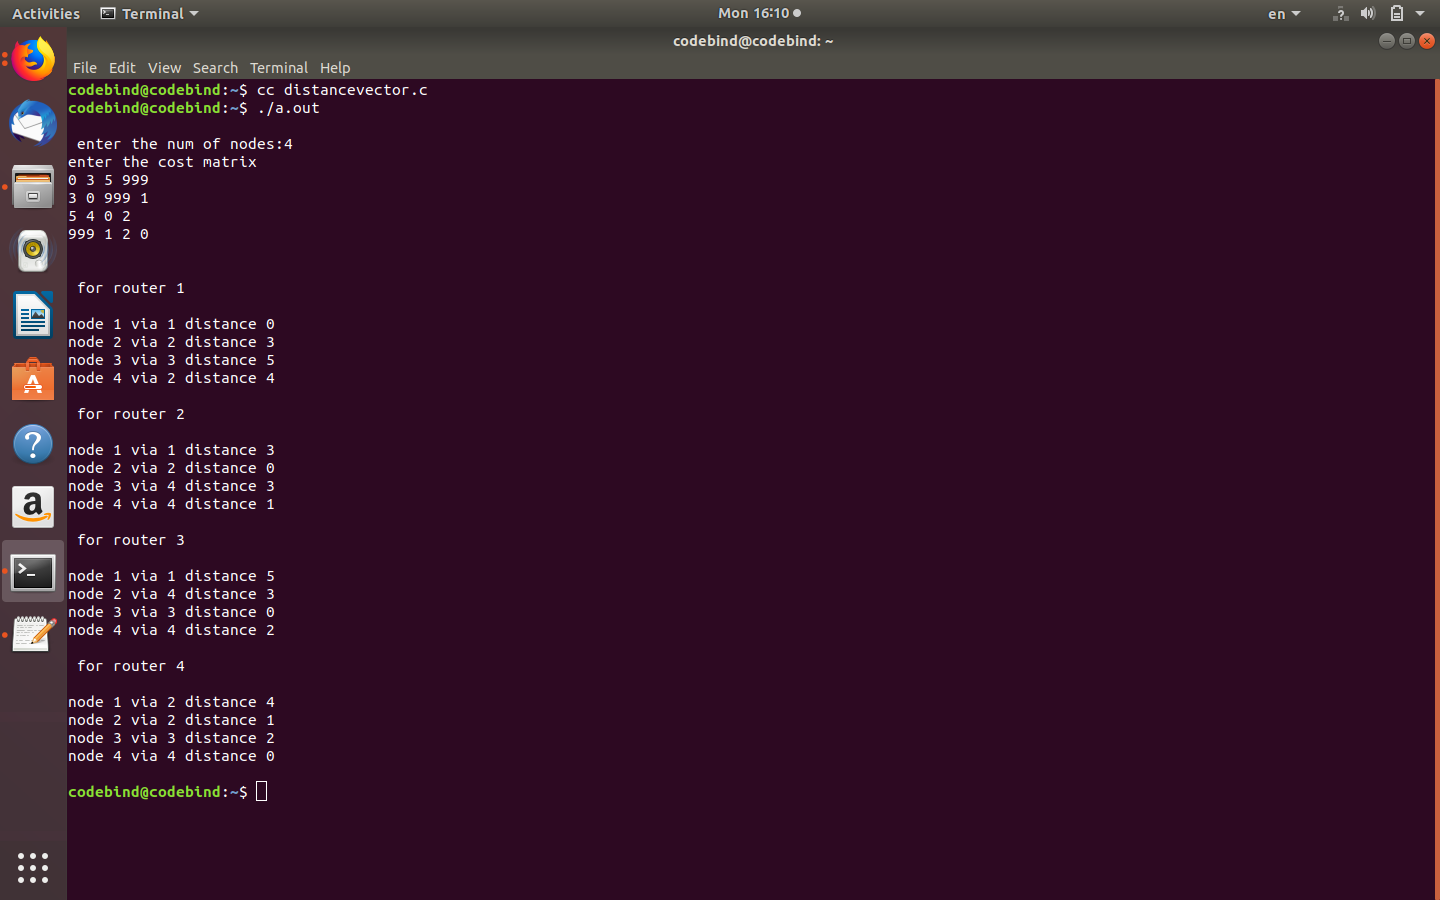 Activities Terminal Mon 16:10 en
codebind@codebind: ~
File Edit View Search Terminal Help
codebind@codebind:~$ cc distancevector.c
codebind@codebind:~$ ./a.out
enter the num of nodes:4
enter the cost matrix
0 3 5 999
3 0 999 1
5 4 0 2
999 1 2 0
for router 1
node 1 via 1 distance 0
node 2 via 2 distance 3
node 3 via 3 distance 5
node 4 via 2 distance 4
for router 2
node 1 via 1 distance 3
node 2 via 2 distance 0
node 3 via 4 distance 3
node 4 via 4 distance 1
for router 3
node 1 via 1 distance 5
node 2 via 4 distance 3
node 3 via 3 distance 0
node 4 via 4 distance 2
for router 4
node 1 via 2 distance 4
node 2 via 2 distance 1
node 3 via 3 distance 2
node 4 via 4 distance 0
codebind@codebind:~$